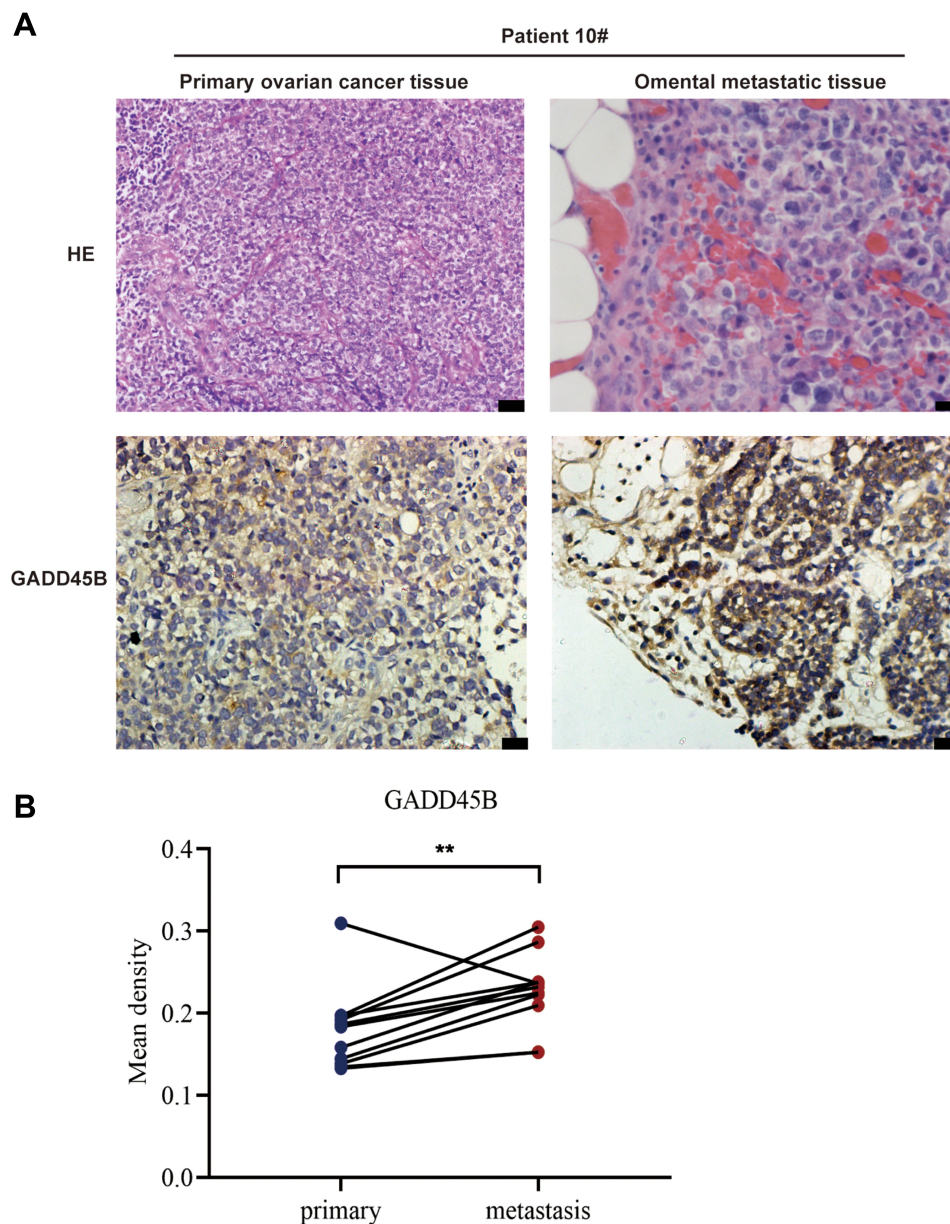 A
Patient 10#
Primary ovarian cancer tissue
Omental metastatic tissue
HE
GADD45B
B
GADD45B
**
0.4
0.3
0.2
0.1
0.0
Mean density
primary
metastasis